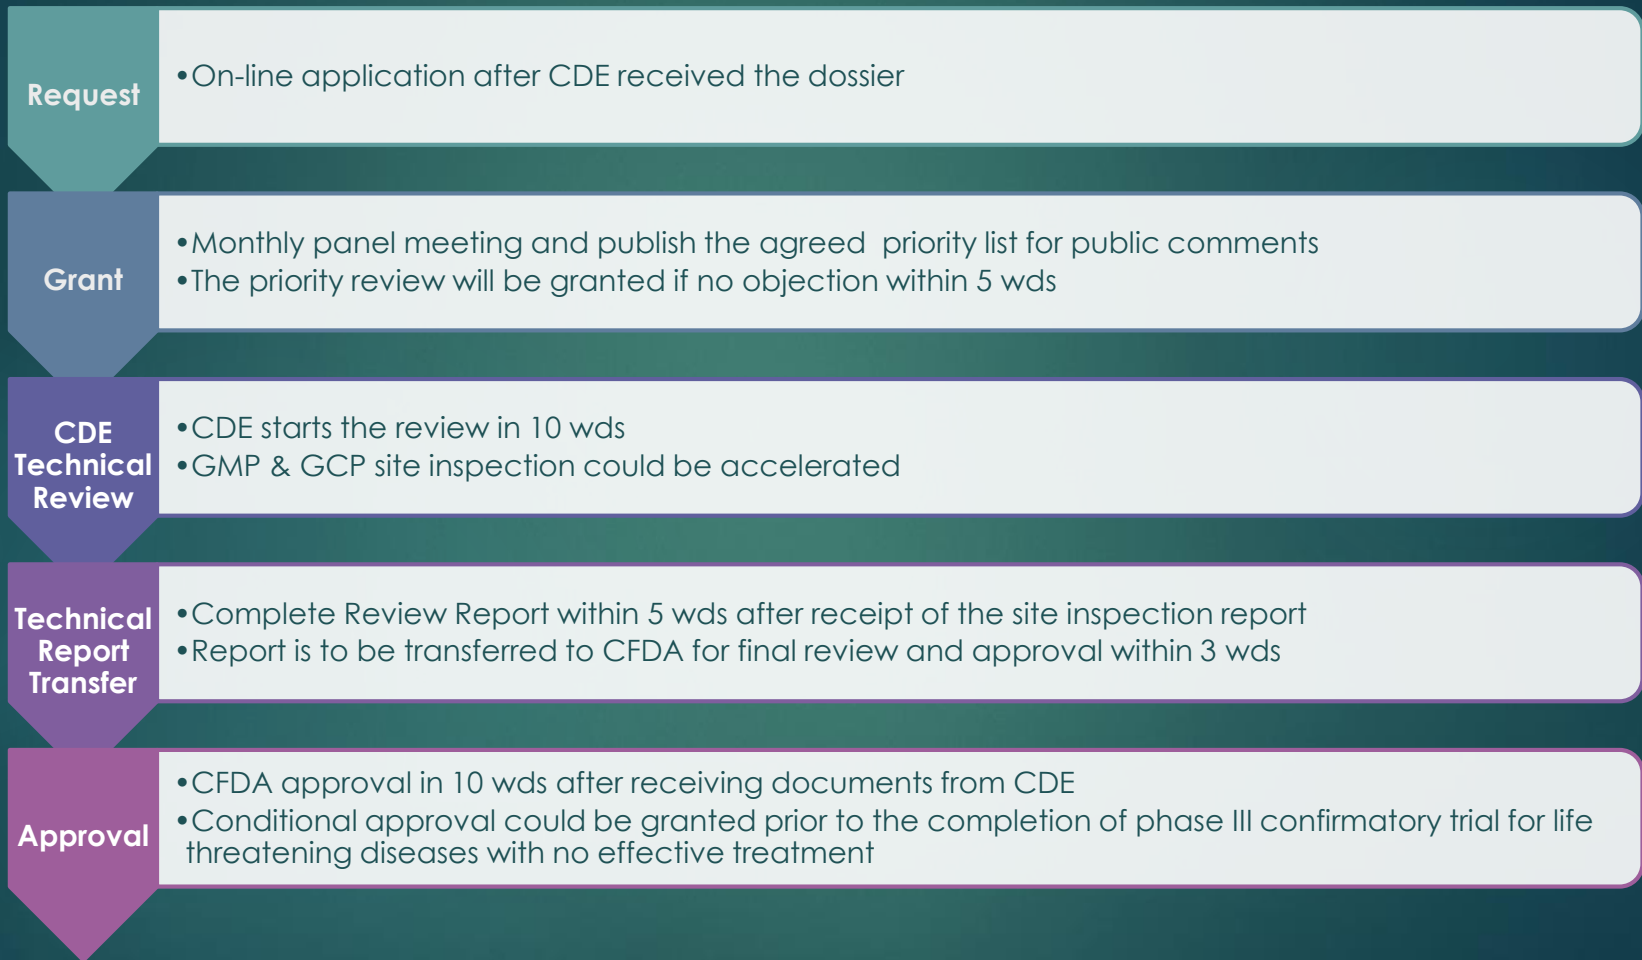 Request
•On-line application after CDE received the dossier
Grant
•Monthly panel meeting and publish the agreed  priority list for public comments
•The priority review will be granted if no objection within 5 wds
CDE
Technical
Review
•CDE starts the review in 10 wds
•GMP & GCP site inspection could be accelerated
Technical
Report
Transfer
•Complete Review Report within 5 wds after receipt of the site inspection report
•Report is to be transferred to CFDA for final review and approval within 3 wds
Approval
•CFDA approval in 10 wds after receiving documents from CDE
•Conditional approval could be granted prior to the completion of phase III confirmatory trial for life
threatening diseases with no effective treatment